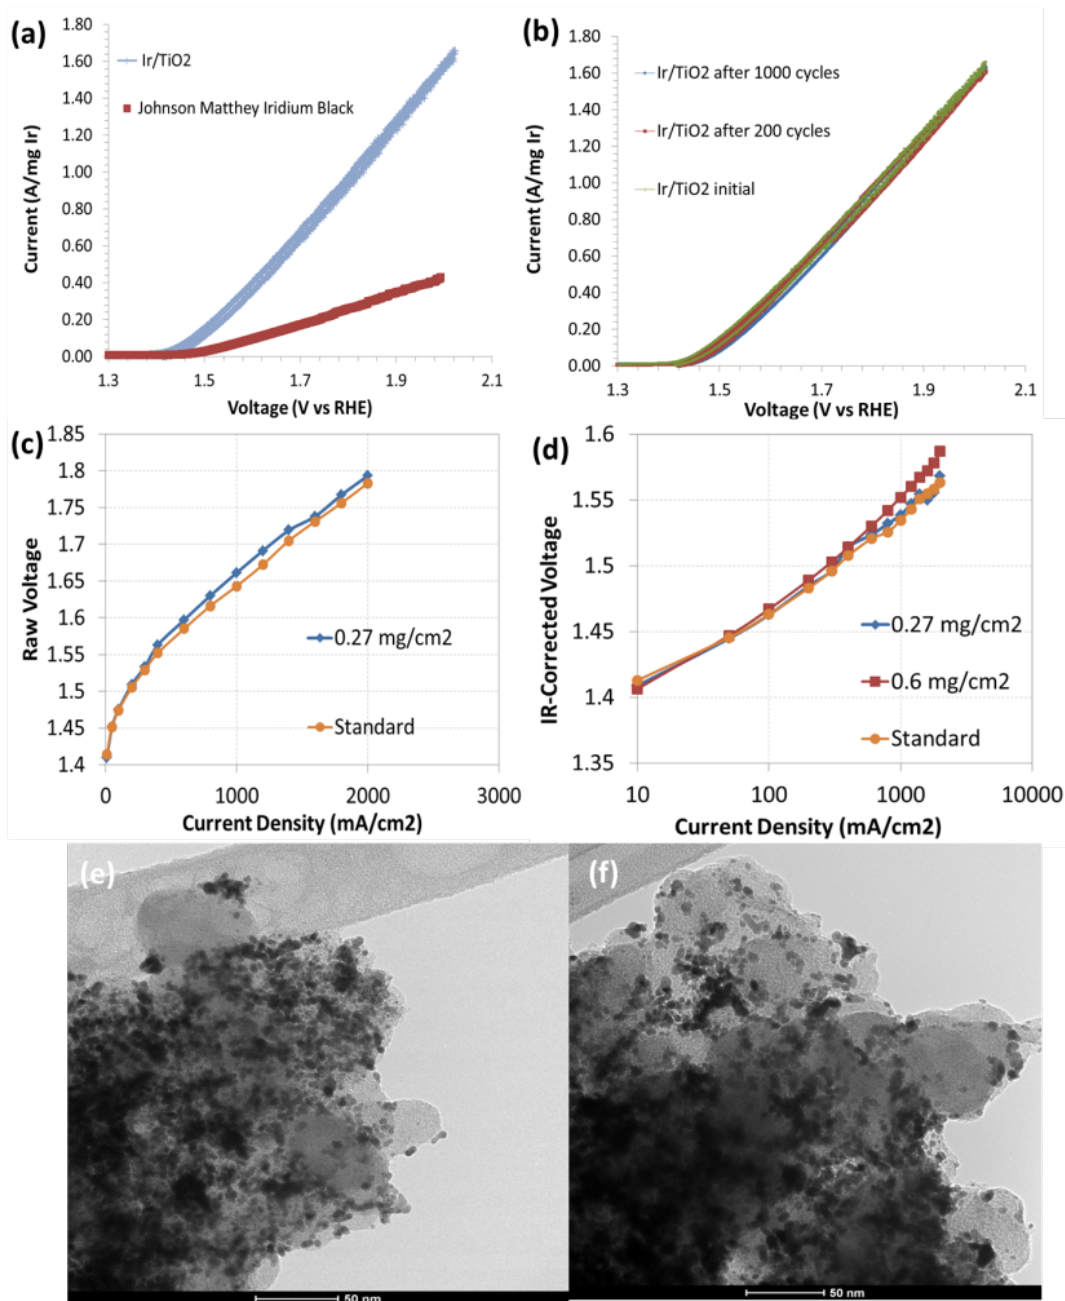 (a)
1.80
1.60
1.40
1.20
1.00
0.80
0.60
0.40
0.20
0.00
Current (A/mg Ir)
Ir/TiO2
Johnson Matthey Iridium Black
1.3 1.5 1.7 1.9 2.1
Voltage (V vs RHE)
(b)
1.80
1.60
1.40
1.20
1.00
0.80
0.60
0.40
0.20
0.00
Current (A/mg Ir)
Ir/TiO2 after 1000 cycles
Ir/TiO2 after 200 cycles
Ir/TiO2 initial
1.3 1.5 1.7 1.9 2.1
Voltage (V vs RHE)
(c)
1.85
1.8
1.75
1.7
1.65
1.6
1.55
1.5
1.45
1.4
Raw Voltage
0.27 mg/cm2
Standard
0 1000 2000 3000
Current Density (mA/cm2)
(d)
1.6
1.55
1.5
1.45
1.4
1.35
IR-Corrected Voltage
0.27 mg/cm2
0.6 mg/cm2
Standard
10 100 1000 10000
Current Density (mA/cm2)
(e)
50 nm
(f)
50 nm